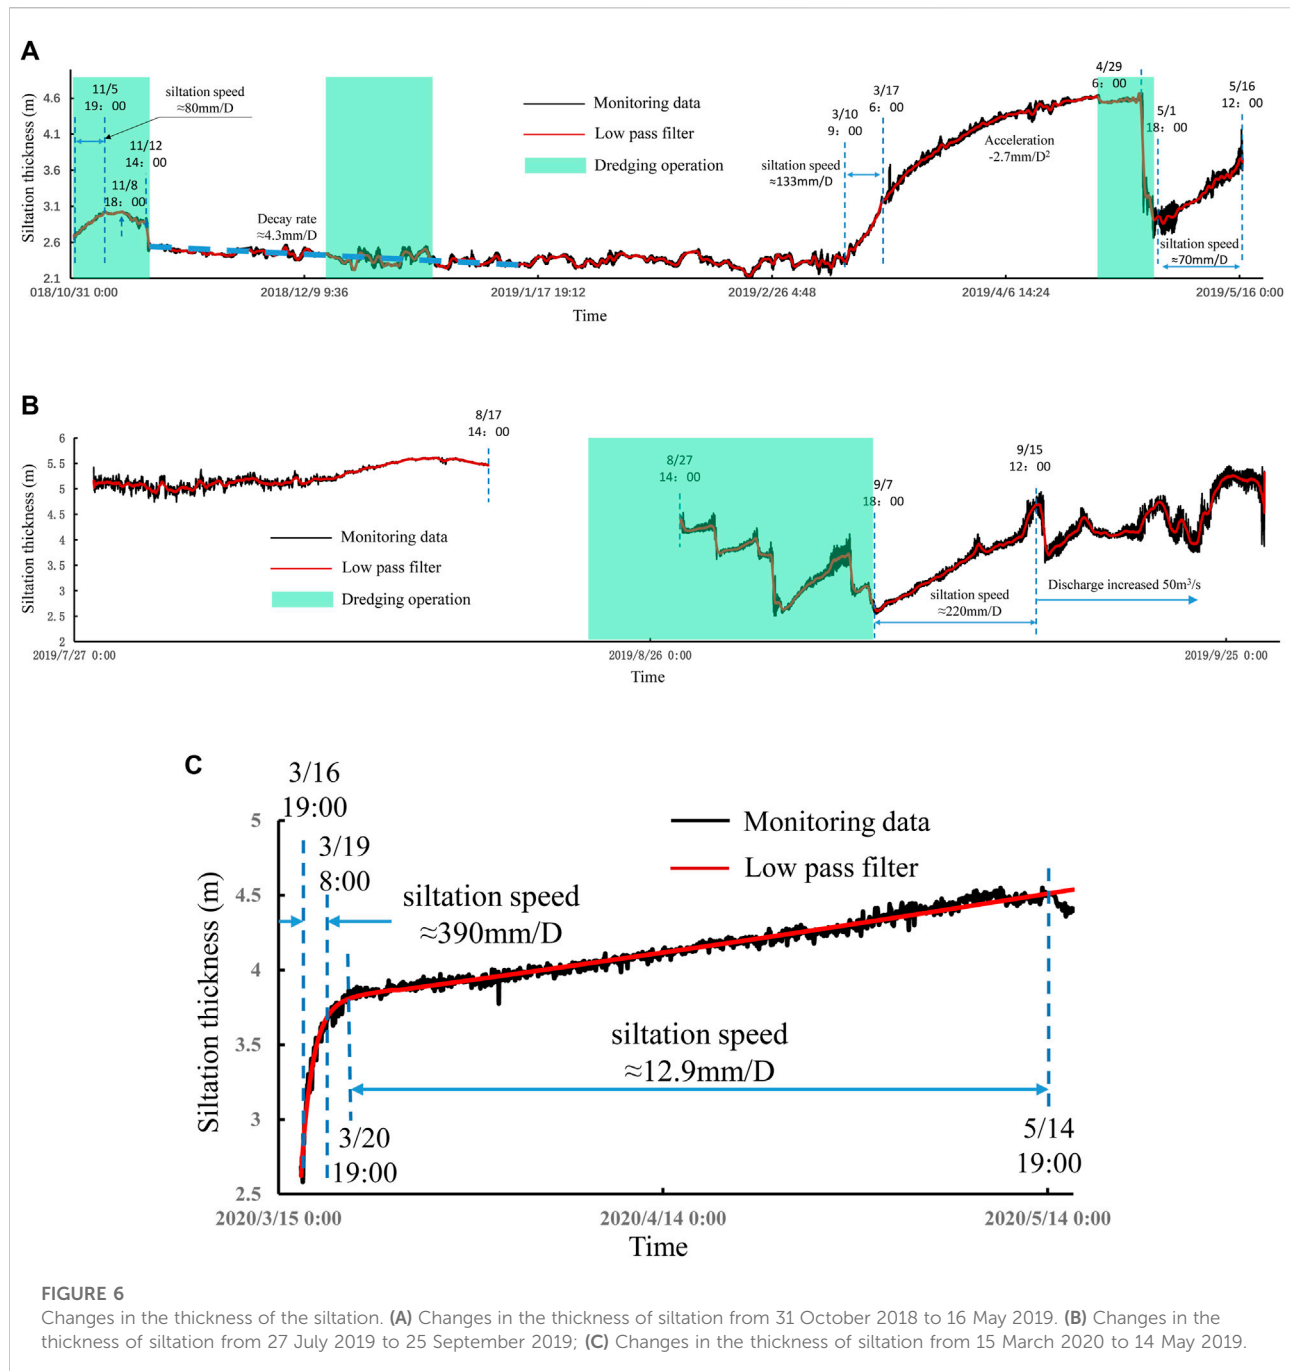 A
Siltation thickness (m)
4.6
4.1
3.6
3.1
2.6
2.1
11/5
19: 00
siltation speed
≈80mm/D
11/12
14: 00
11/8
18: 00
Decay rate
≈4.3mm/D
Monitoring data
Low pass filter
Dredging operation
3/17
6: 00
3/10
9: 00
siltation speed
≈133mm/D
Acceleration
-2.7mm/D²
4/29
6: 00
5/1
18: 00
5/16
12: 00
siltation speed
≈70mm/D
018/10/31 0:00
2018/12/9 9:36
2019/1/17 19:12
2019/2/26 4:48
2019/4/6 14:24
2019/5/16 0:00
Time
B
Siltation thickness (m)
6
5.5
5
4.5
4
3.5
3
2.5
2
8/17
14: 00
Monitoring data
Low pass filter
Dredging operation
8/27
14: 00
9/7
18: 00
9/15
12: 00
siltation speed
≈220mm/D
Discharge increased 50m³/s
2019/7/27 0:00
2019/8/26 0:00
2019/9/25 0:00
Time
C
Siltation thickness (m)
5
4.5
4
3.5
3
2.5
3/16
19:00
3/19
8:00
siltation speed
≈390mm/D
Monitoring data
Low pass filter
siltation speed
≈12.9mm/D
3/20
19:00
5/14
19:00
2020/3/15 0:00
2020/4/14 0:00
2020/5/14 0:00
Time
FIGURE 6
Changes in the thickness of the siltation. (A) Changes in the thickness of siltation from 31 October 2018 to 16 May 2019. (B) Changes in the
thickness of siltation from 27 July 2019 to 25 September 2019; (C) Changes in the thickness of siltation from 15 March 2020 to 14 May 2019.